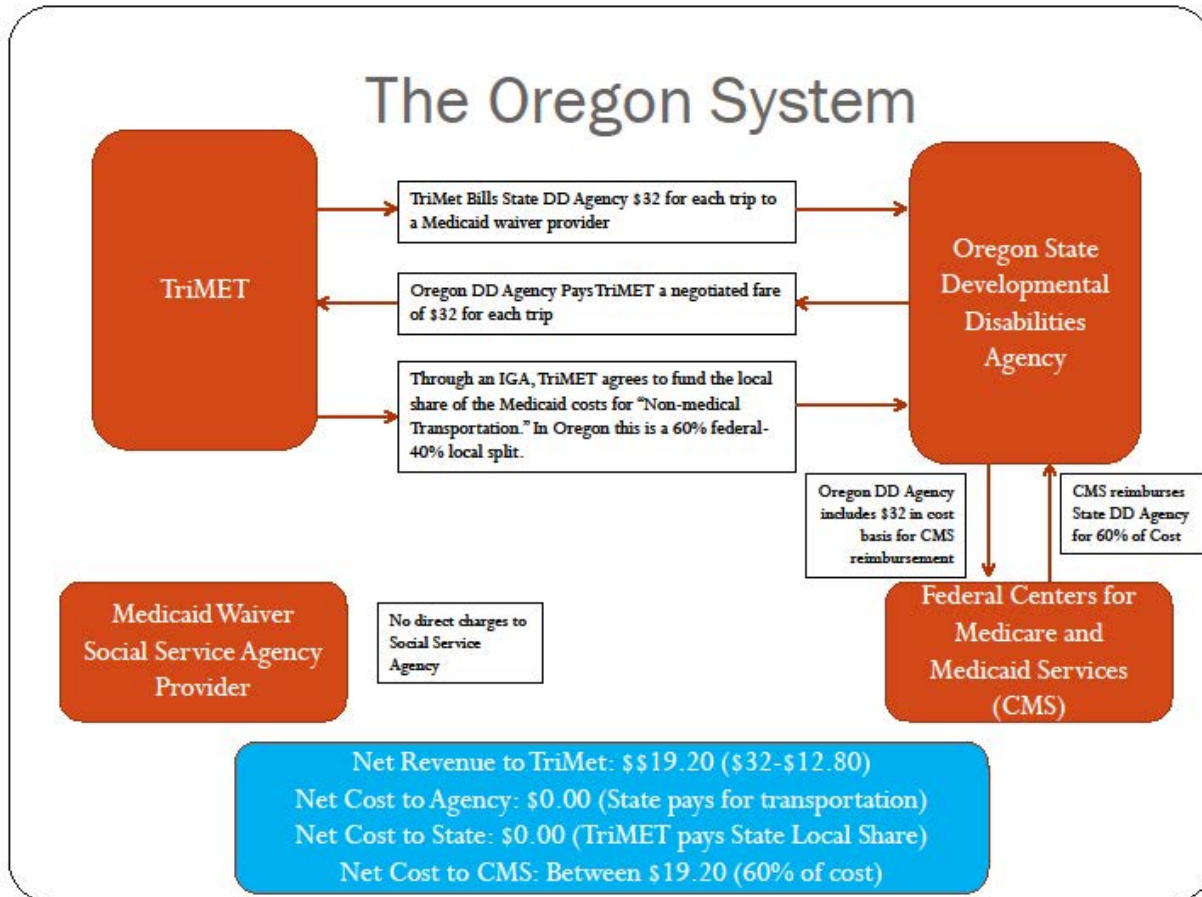 The Oregon System
TriMET
TriMet Bills State DD Agency $32 for each trip to
a Medicaid waiver provider
Oregon DD Agency Pays TriMET a negotiated fare
of $32 for each trip
Through an IGA, TriMET agrees to fund the local
share of the Medicaid costs for “Non-medical
Transportation.” In Oregon this is a 60% federal-
40% local split.
Oregon State
Developmental
Disabilities
Agency
Oregon DD Agency
includes $32 in cost
basis for CMS
reimbursement
CMS reimburses
State DD Agency
for 60% of Cost
Medicaid Waiver
Social Service Agency
Provider
No direct charges to
Social Service
Agency
Federal Centers for
Medicare and
Medicaid Services
(CMS)
Net Revenue to TriMet: $$19.20 ($32-$12.80)
Net Cost to Agency: $0.00 (State pays for transportation)
Net Cost to State: $0.00 (TriMET pays State Local Share)
Net Cost to CMS: Between $19.20 (60% of cost)